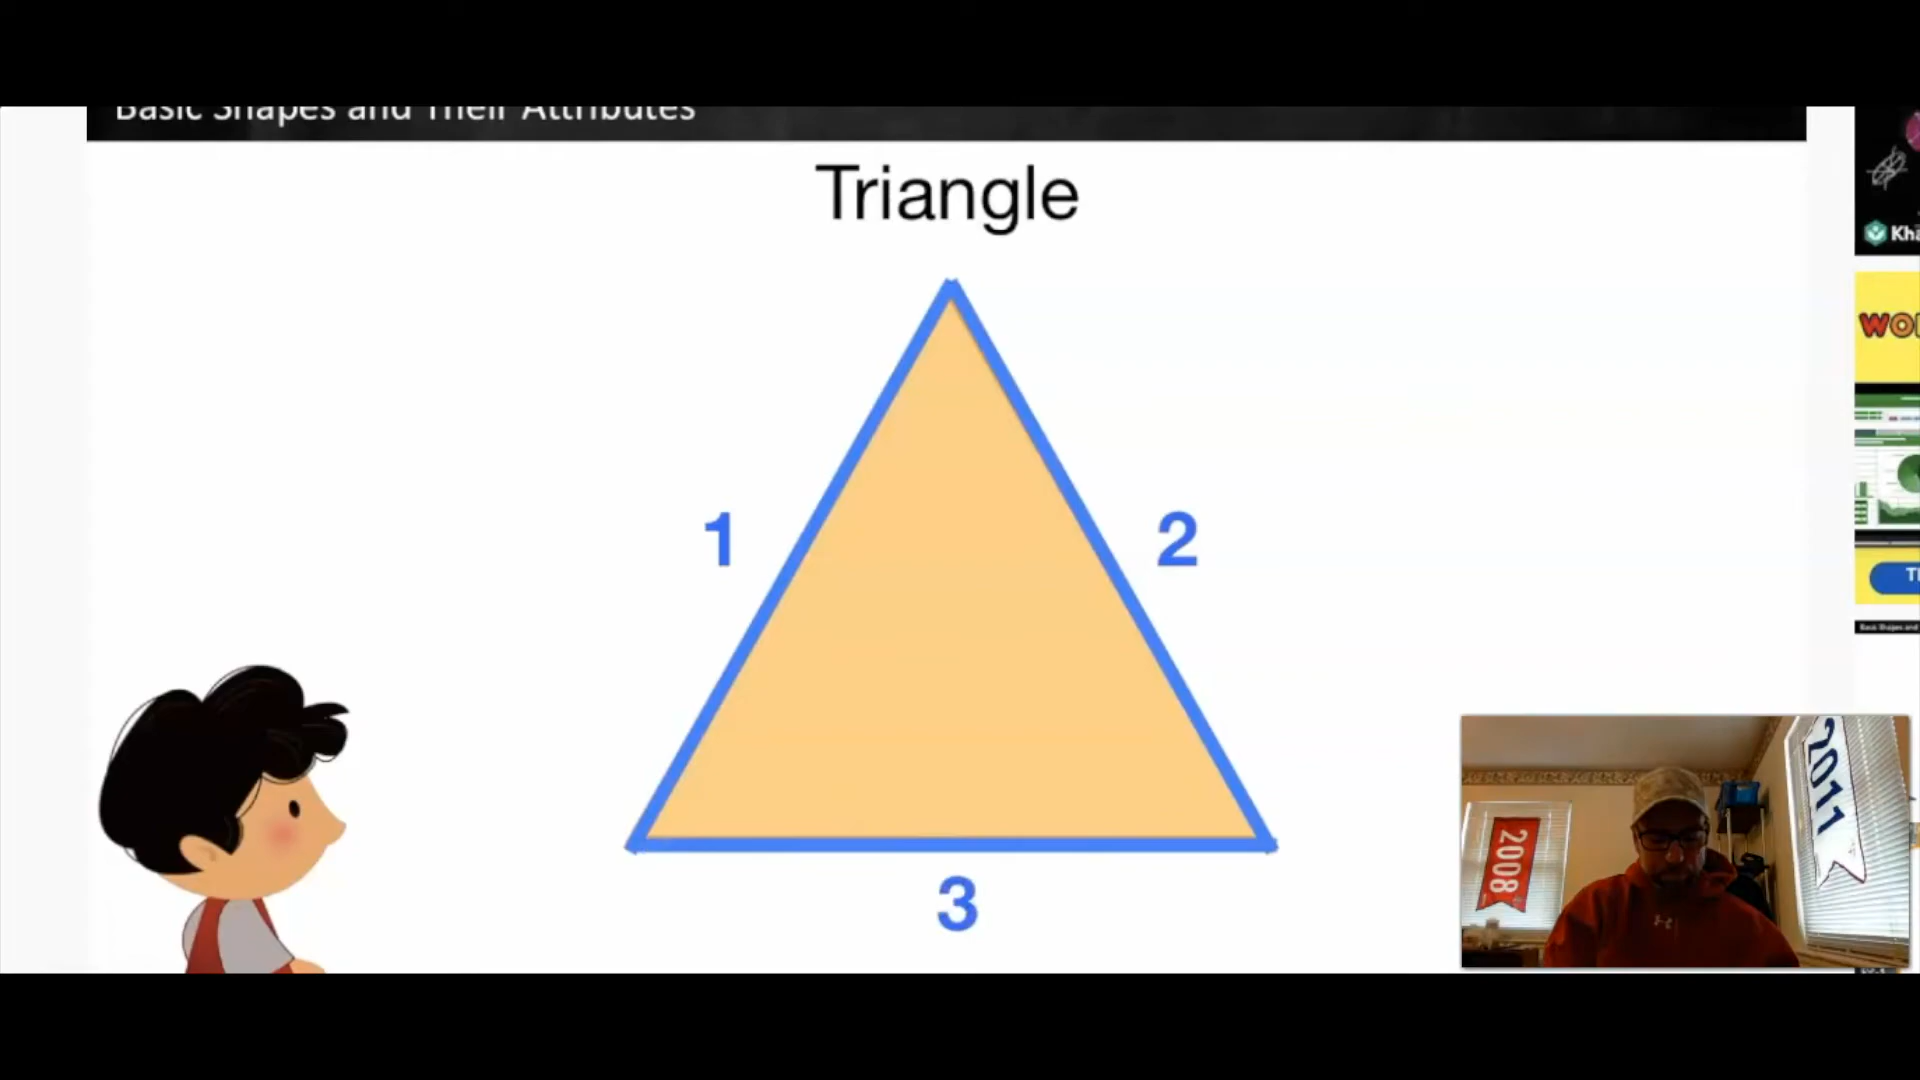 Basic Shapes and Their Attributes
Triangle
1
2
3
2011
2008